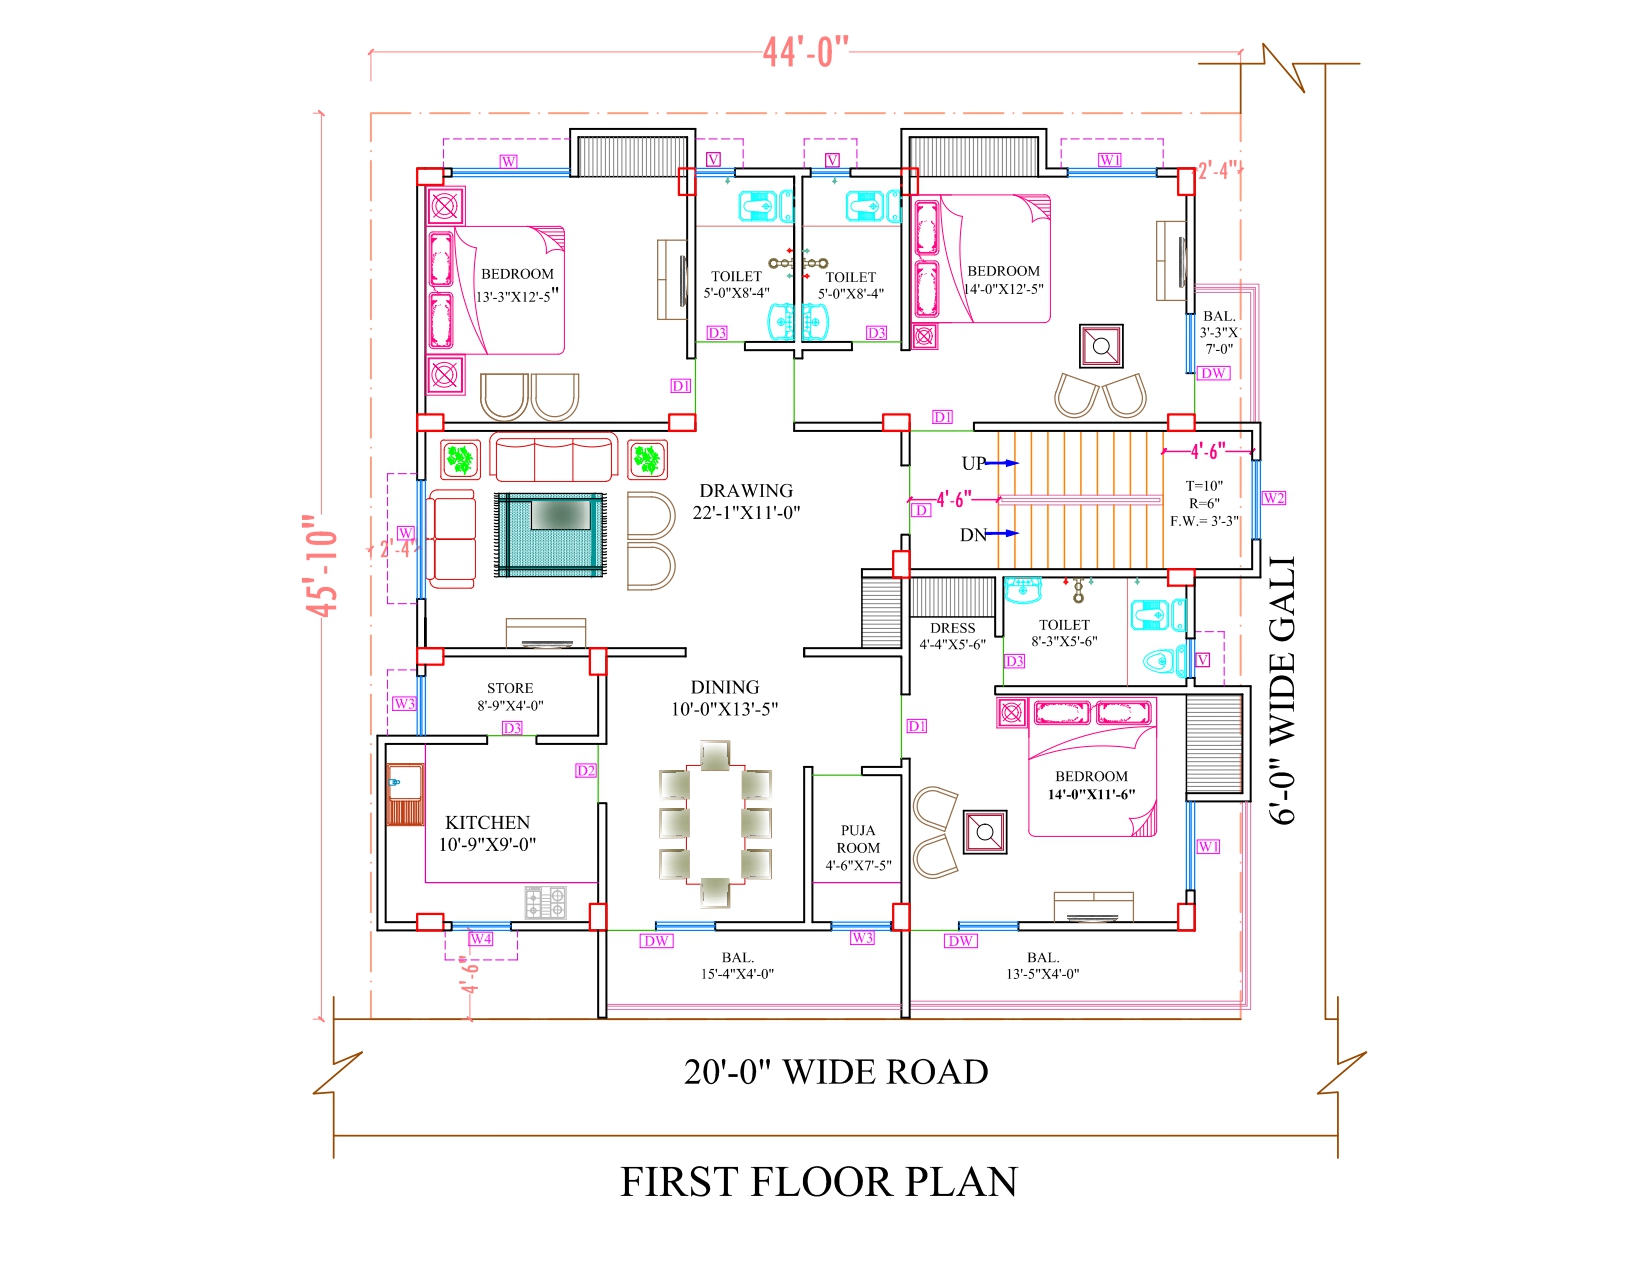 44'-0"
W
V
V
W1
2'-4"
BEDROOM
13'-3"X12'-5"
TOILET
5'-0"X8'-4"
TOILET
5'-0"X8'-4"
BEDROOM
14'-0"X12'-5"
BAL.
3'-3"X
7'-0"
D3
D3
DW
D1
D1
UP
4'-6"
DRAWING
22'-1"X11'-0"
4'-6"
D
T=10"
R=6"
F.W.= 3'-3"
W2
W
2'-4"
DN
45'-10"
6'-0" WIDE GALI
DRESS
4'-4"X5'-6"
TOILET
8'-3"X5'-6"
D3
V
STORE
8'-9"X4'-0"
DINING
10'-0"X13'-5"
W3
D3
D1
D2
BEDROOM
14'-0"X11'-6"
KITCHEN
10'-9"X9'-0"
PUJA
ROOM
4'-6"X7'-5"
W1
W4
DW
W3
DW
4'-6"
BAL.
15'-4"X4'-0"
BAL.
13'-5"X4'-0"
20'-0" WIDE ROAD
FIRST FLOOR PLAN